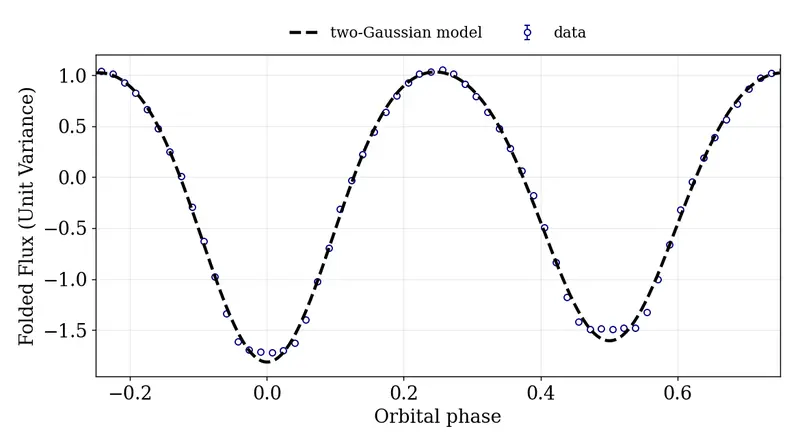 two-Gaussian model data
1.0
0.5
0.0
−0.5
−1.0
−1.5
Folded Flux (Unit Variance)
−0.2 0.0 0.2 0.4 0.6
Orbital phase